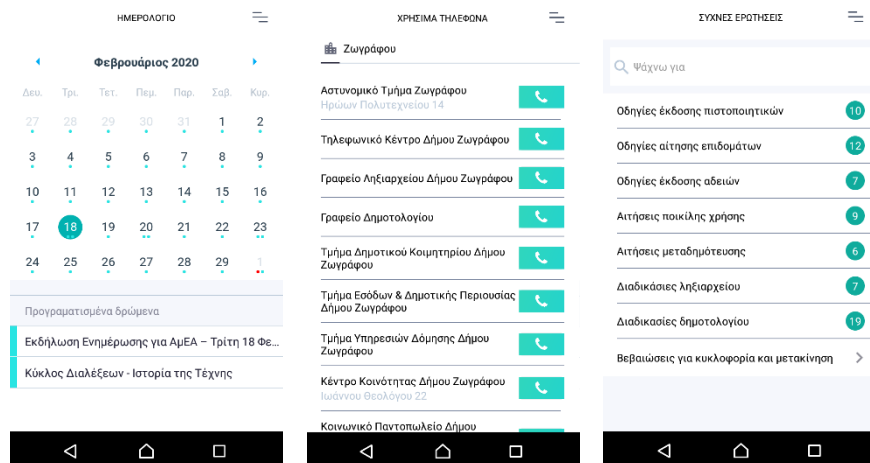 ΗΜΕΡΟΛΟΓΙΟ
Φεβρουάριος 2020
Δευ. Τρι. Τετ. Πεμ. Παρ. Σαβ. Κυρ.
27 28 29 30 31 1 2
3 4 5 6 7 8 9
10 11 12 13 14 15 16
17 18 19 20 21 22 23
24 25 26 27 28 29 1
Προγραματισμένα δρώμενα
Εκδήλωση Ενημέρωσης για ΑμΕΑ – Τρίτη 18 Φε...
Κύκλος Διαλέξεων - Ιστορία της Τέχνης
ΧΡΗΣΙΜΑ ΤΗΛΕΦΩΝΑ
Ζωγράφου
Αστυνομικό Τμήμα Ζωγράφου
Ηρώων Πολυτεχνείου 14
Τηλεφωνικό Κέντρο Δήμου Ζωγράφου
Γραφείο Ληξιαρχείου Δήμου Ζωγράφου
Γραφείο Δημοτολογίου
Τμήμα Δημοτικού Κοιμητηρίου Δήμου
Ζωγράφου
Τμήμα Εσόδων & Δημοτικής Περιουσίας
Δήμου Ζωγράφου
Τμήμα Υπηρεσιών Δόμησης Δήμου
Ζωγράφου
Κέντρο Κοινότητας Δήμου Ζωγράφου
Ιωάννου Θεολόγου 22
Κοινωνικό Παντοπωλείο Δήμου
ΣΥΧΝΕΣ ΕΡΩΤΗΣΕΙΣ
Ψάχνω για
Οδηγίες έκδοσης πιστοποιητικών 10
Οδηγίες αίτησης επιδομάτων 12
Οδηγίες έκδοσης αδειών 7
Αιτήσεις ποικίλης χρήσης 9
Αιτήσεις μεταδημότευσης 6
Διαδικάσιες ληξιαρχείου 7
Διαδικασίες δημοτολογίου 19
Βεβαιώσεις για κυκλοφορία και μετακίνηση